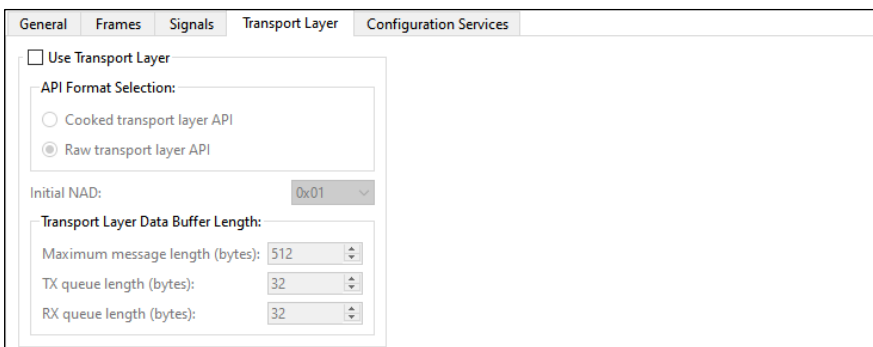 General Frames Signals Transport Layer Configuration Services
Use Transport Layer
API Format Selection:
Cooked transport layer API
Raw transport layer API
Initial NAD: 0x01
Transport Layer Data Buffer Length:
Maximum message length (bytes): 512
TX queue length (bytes): 32
RX queue length (bytes): 32